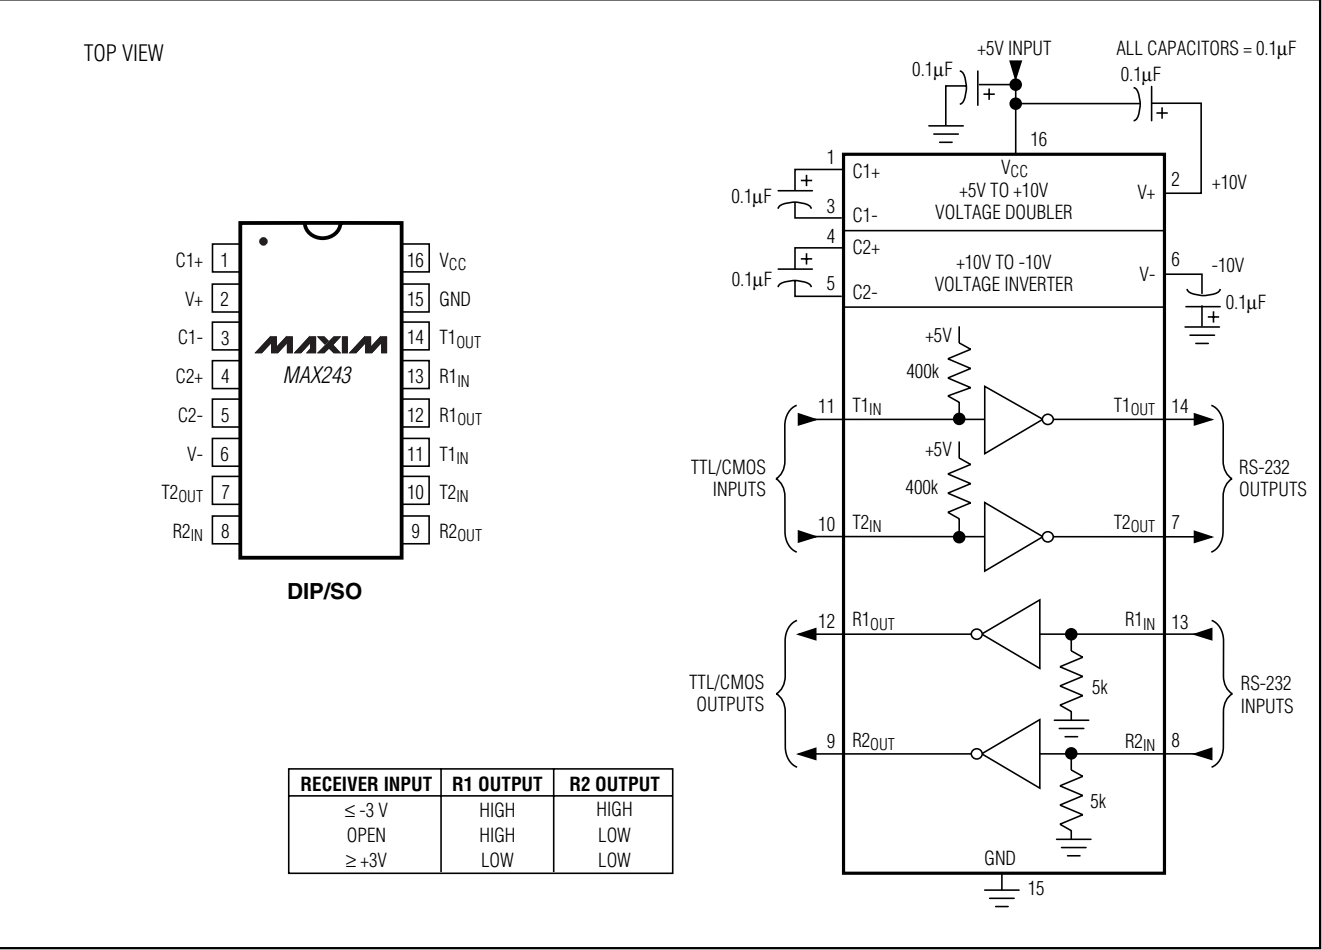 TOP VIEW
C1+ 1
V+ 2
C1- 3
C2+ 4
C2- 5
V- 6
T2OUT 7
R2IN 8
MAXIM
MAX243
16 VCC
15 GND
14 T1OUT
13 R1IN
12 R1OUT
11 T1IN
10 T2IN
9 R2OUT
DIP/SO
RECEIVER INPUT R1 OUTPUT R2 OUTPUT
≤ -3 V HIGH HIGH
OPEN HIGH LOW
≥ +3V LOW LOW
+5V INPUT
ALL CAPACITORS = 0.1µF
0.1µF
+
0.1µF
+
16
1
C1+
VCC
+5V TO +10V
VOLTAGE DOUBLER
V+
2
+10V
0.1µF
+
3
C1-
4
C2+
+10V TO -10V
VOLTAGE INVERTER
V-
6
-10V
0.1µF
+
0.1µF
+
5
C2-
+5V
400k
11 T1IN
T1OUT 14
+5V
400k
TTL/CMOS
INPUTS
RS-232
OUTPUTS
10 T2IN
T2OUT 7
12 R1OUT
R1IN 13
5k
TTL/CMOS
OUTPUTS
RS-232
INPUTS
9 R2OUT
R2IN 8
5k
GND
15